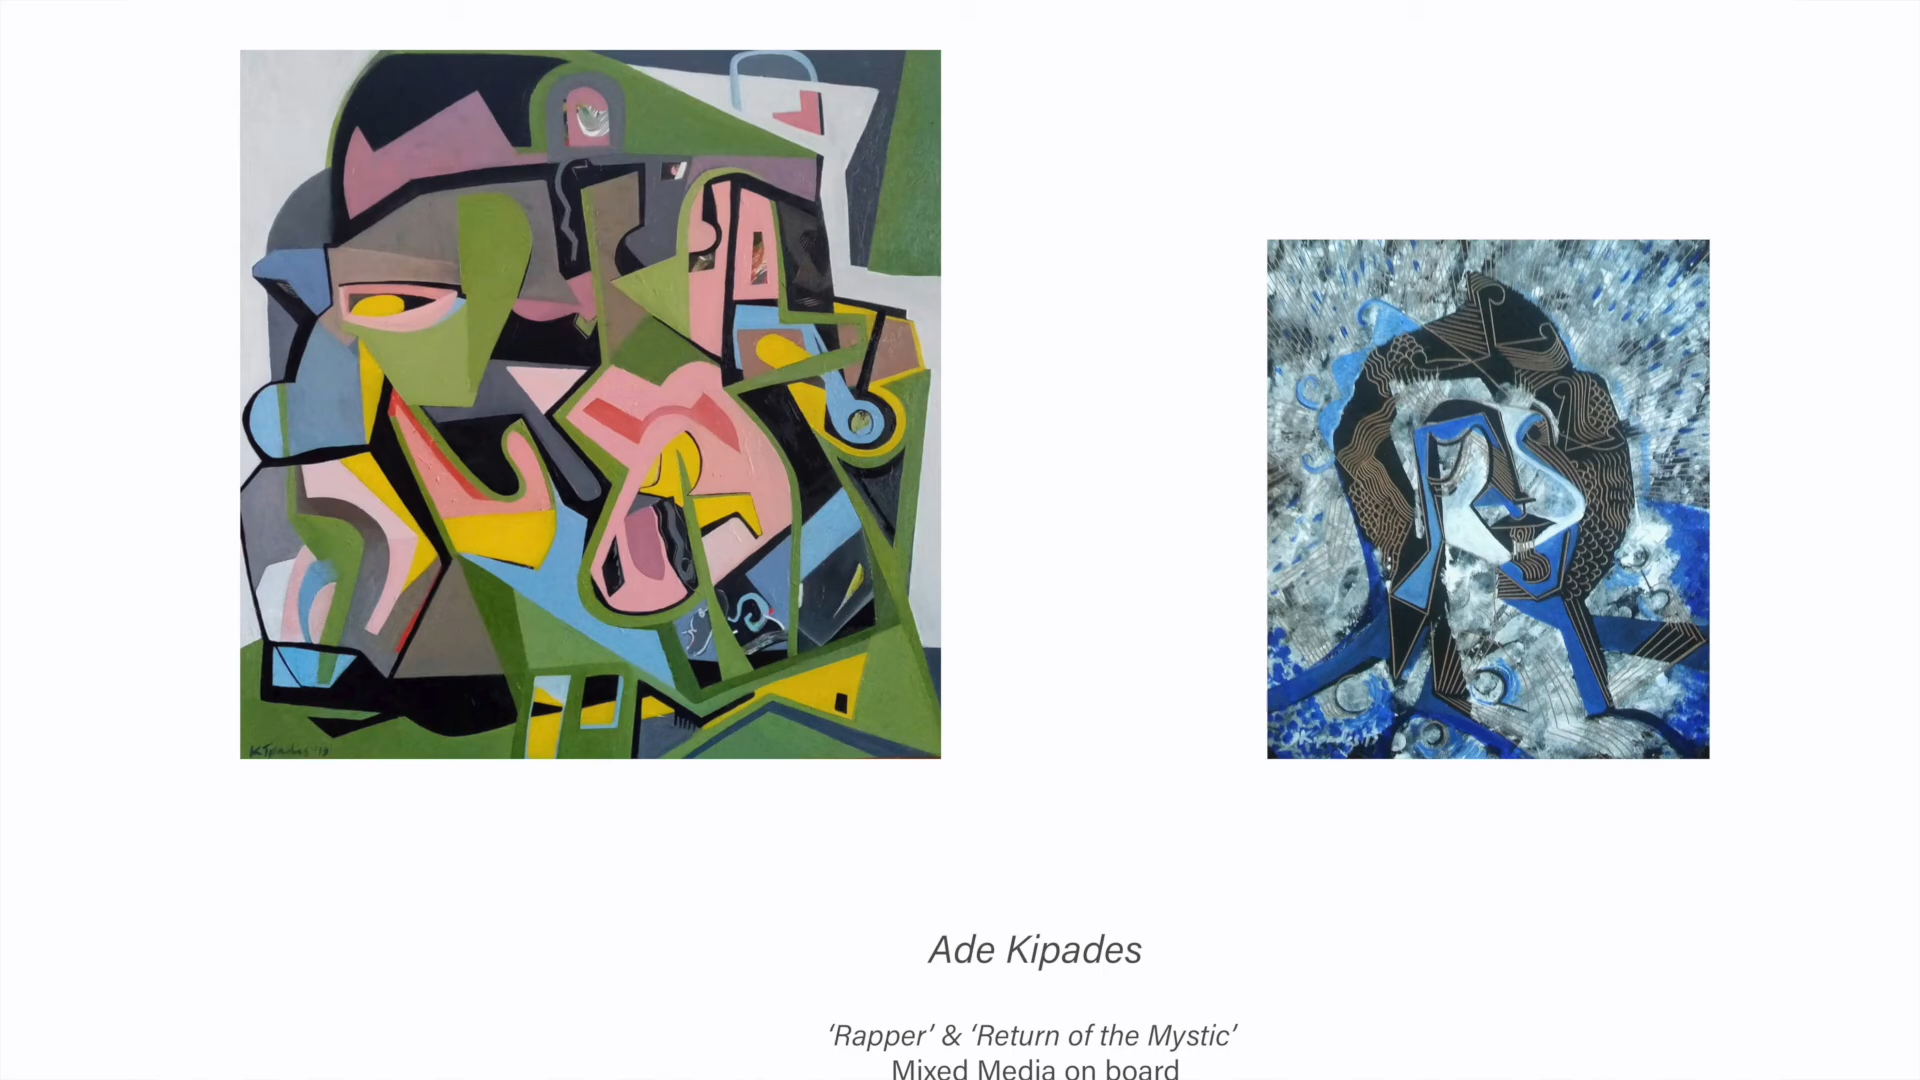 Ade Kipades
‘Rapper’ & ‘Return of the Mystic’
Mixed Media on board